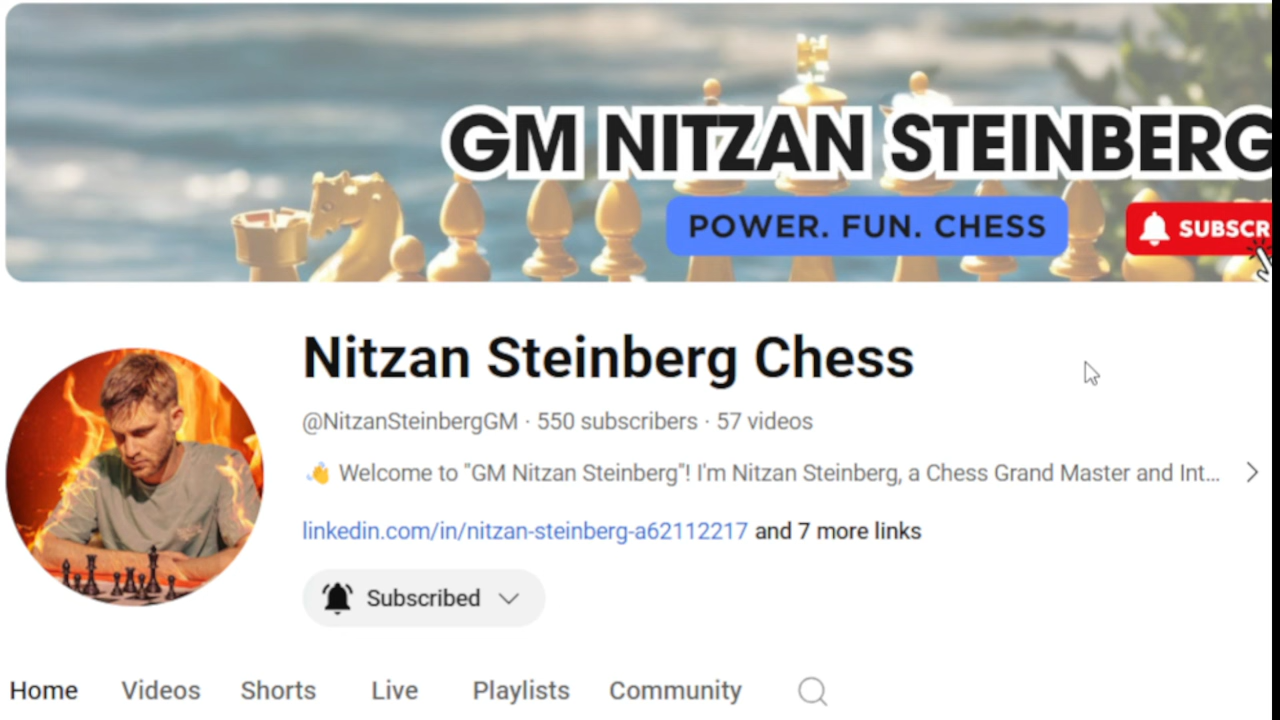 GM NITZAN STEINBERG
POWER. FUN. CHESS
SUBSCR
Nitzan Steinberg Chess
@NitzanSteinbergGM · 550 subscribers · 57 videos
👋 Welcome to "GM Nitzan Steinberg"! I'm Nitzan Steinberg, a Chess Grand Master and Int...
linkedin.com/in/nitzan-steinberg-a62112217 and 7 more links
Subscribed
Home Videos Shorts Live Playlists Community